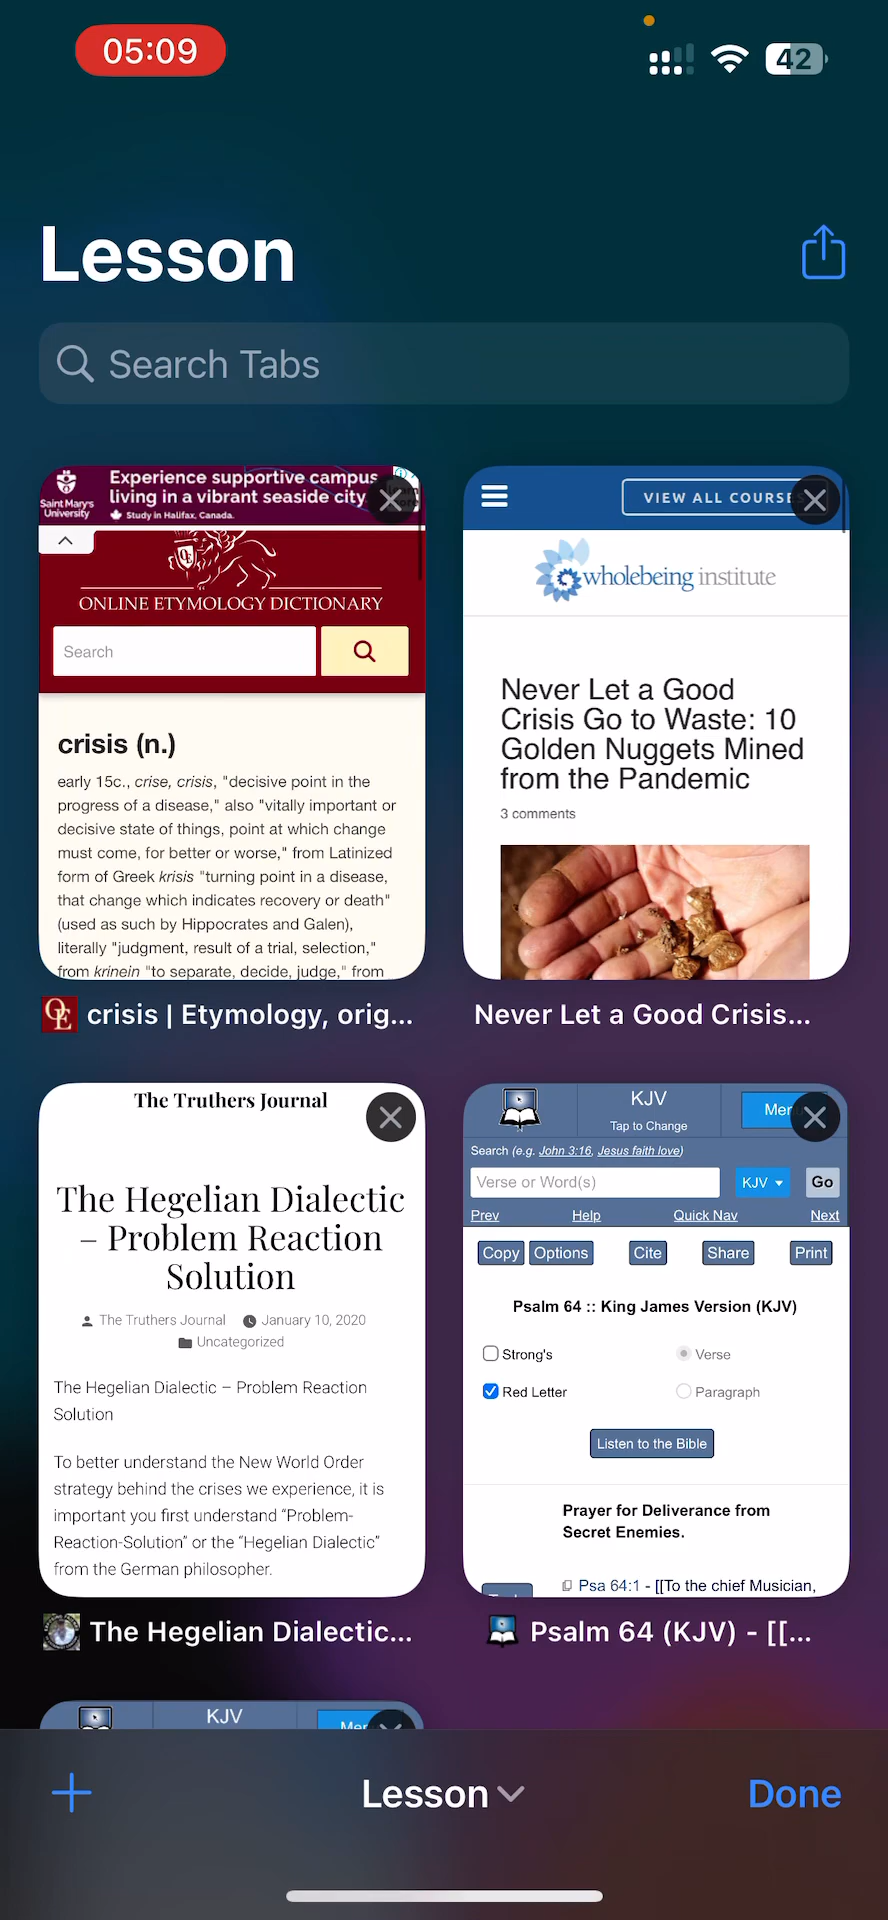 05:09
42
Lesson
Search Tabs
Experience supportive campus
living in a vibrant seaside city
Saint Mary's
University
Study in Halifax, Canada.
ONLINE ETYMOLOGY DICTIONARY
Search
crisis (n.)
early 15c., crise, crisis, "decisive point in the
progress of a disease," also "vitally important or
decisive state of things, point at which change
must come, for better or worse," from Latinized
form of Greek krisis "turning point in a disease,
that change which indicates recovery or death"
(used as such by Hippocrates and Galen),
literally "judgment, result of a trial, selection,"
from krinein "to separate, decide, judge," from
OE crisis | Etymology, orig...
VIEW ALL COURSES
wholebeing institute
Never Let a Good
Crisis Go to Waste: 10
Golden Nuggets Mined
from the Pandemic
3 comments
Never Let a Good Crisis...
The Truthers Journal
The Hegelian Dialectic
– Problem Reaction
Solution
The Truthers Journal January 10, 2020
Uncategorized
The Hegelian Dialectic – Problem Reaction
Solution
To better understand the New World Order
strategy behind the crises we experience, it is
important you first understand “Problem-
Reaction-Solution” or the “Hegelian Dialectic”
from the German philosopher.
The Hegelian Dialectic...
KJV
Tap to Change
Men
Search (e.g. John 3:16, Jesus faith love)
Verse or Word(s)
KJV
Go
Prev Help Quick Nav Next
Copy Options Cite Share Print
Psalm 64 :: King James Version (KJV)
Strong's Verse
Red Letter Paragraph
Listen to the Bible
Prayer for Deliverance from
Secret Enemies.
Psa 64:1 - [[To the chief Musician,
Psalm 64 (KJV) - [[...
KJV
Lesson
Done